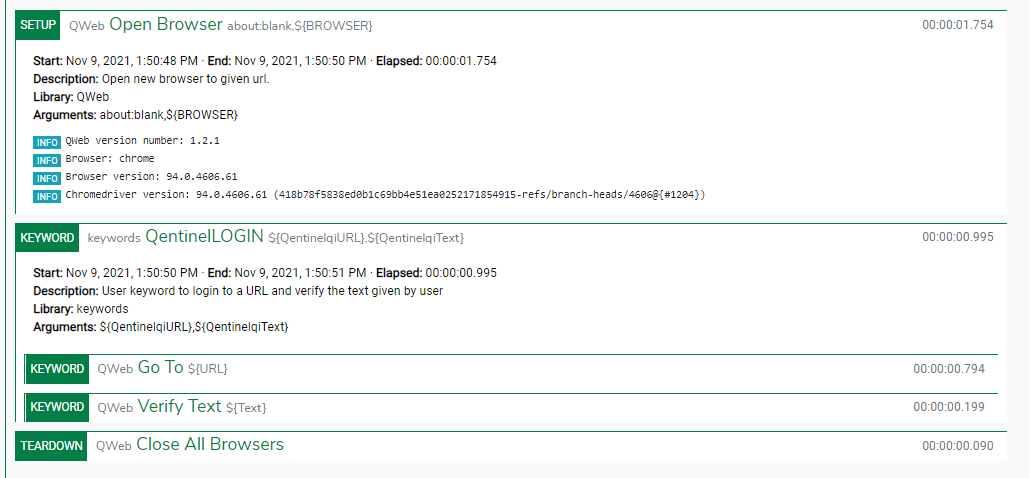 SETUP QWeb Open Browser about:blank,${BROWSER} 00:00:01.754
Start: Nov 9, 2021, 1:50:48 PM · End: Nov 9, 2021, 1:50:50 PM · Elapsed: 00:00:01.754
Description: Open new browser to given url.
Library: QWeb
Arguments: about:blank,${BROWSER}
INFO QWeb version number: 1.2.1
INFO Browser: chrome
INFO Browser version: 94.0.4606.61
INFO Chromedriver version: 94.0.4606.61 (418b78f5838ed0b1c69bb4e51ea0252171854915-refs/branch-heads/4606@{#1204})
KEYWORD keywords QentinelLOGIN ${QentinelqiURL},${QentinelqiText} 00:00:00.995
Start: Nov 9, 2021, 1:50:50 PM · End: Nov 9, 2021, 1:50:51 PM · Elapsed: 00:00:00.995
Description: User keyword to login to a URL and verify the text given by user
Library: keywords
Arguments: ${QentinelqiURL},${QentinelqiText}
KEYWORD QWeb Go To ${URL} 00:00:00.794
KEYWORD QWeb Verify Text ${Text} 00:00:00.199
TEARDOWN QWeb Close All Browsers 00:00:00.090